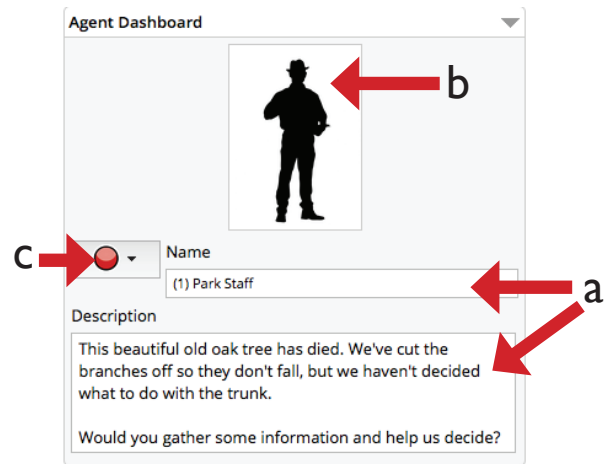 Agent Dashboard
b
c
Name
(1) Park Staff
a
Description
This beautiful old oak tree has died. We've cut the
branches off so they don't fall, but we haven't decided
what to do with the trunk.
Would you gather some information and help us decide?